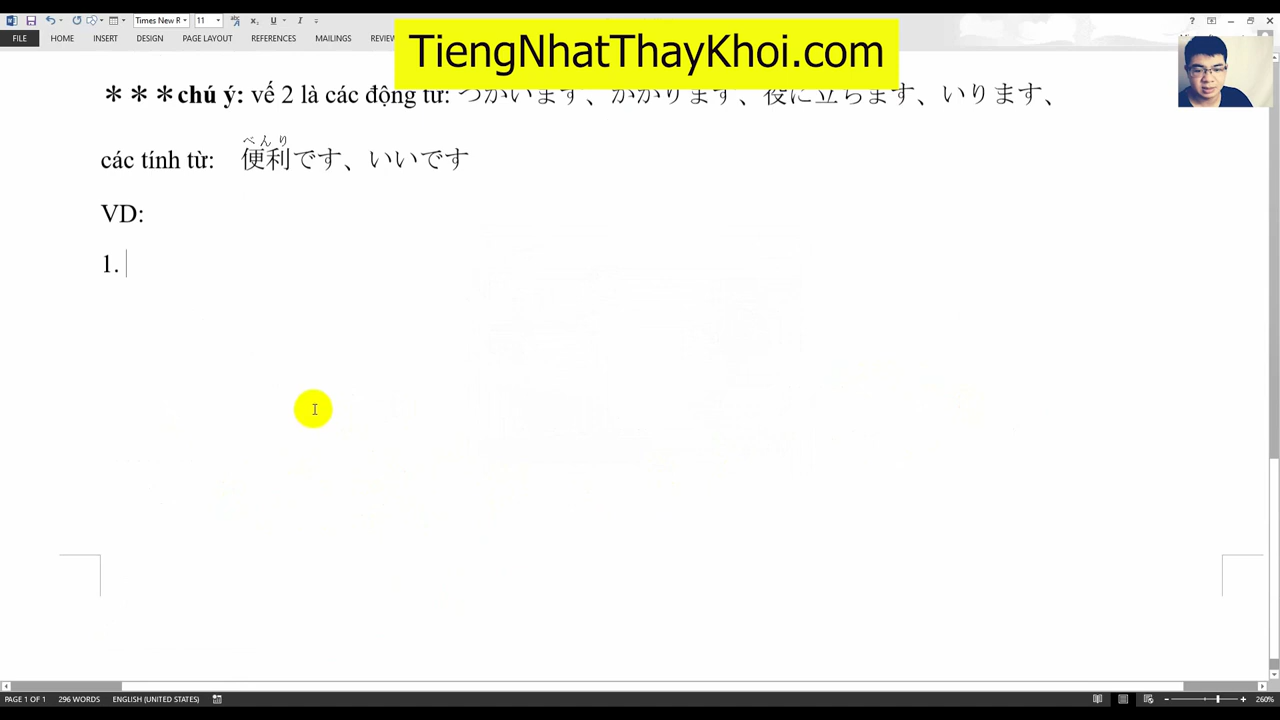 Times New R
11
FILE
HOME
INSERT
DESIGN
PAGE LAYOUT
REFERENCES
MAILINGS
TiengNhatThayKhoi.com
＊＊＊chú ý: vế 2 là các động từ: つかいます、かかります、役に立ちます、いります、
べんり
các tính từ: 便利です、いいです
VD:
1.
PAGE 1 OF 1
296 WORDS
ENGLISH (UNITED STATES)
260%